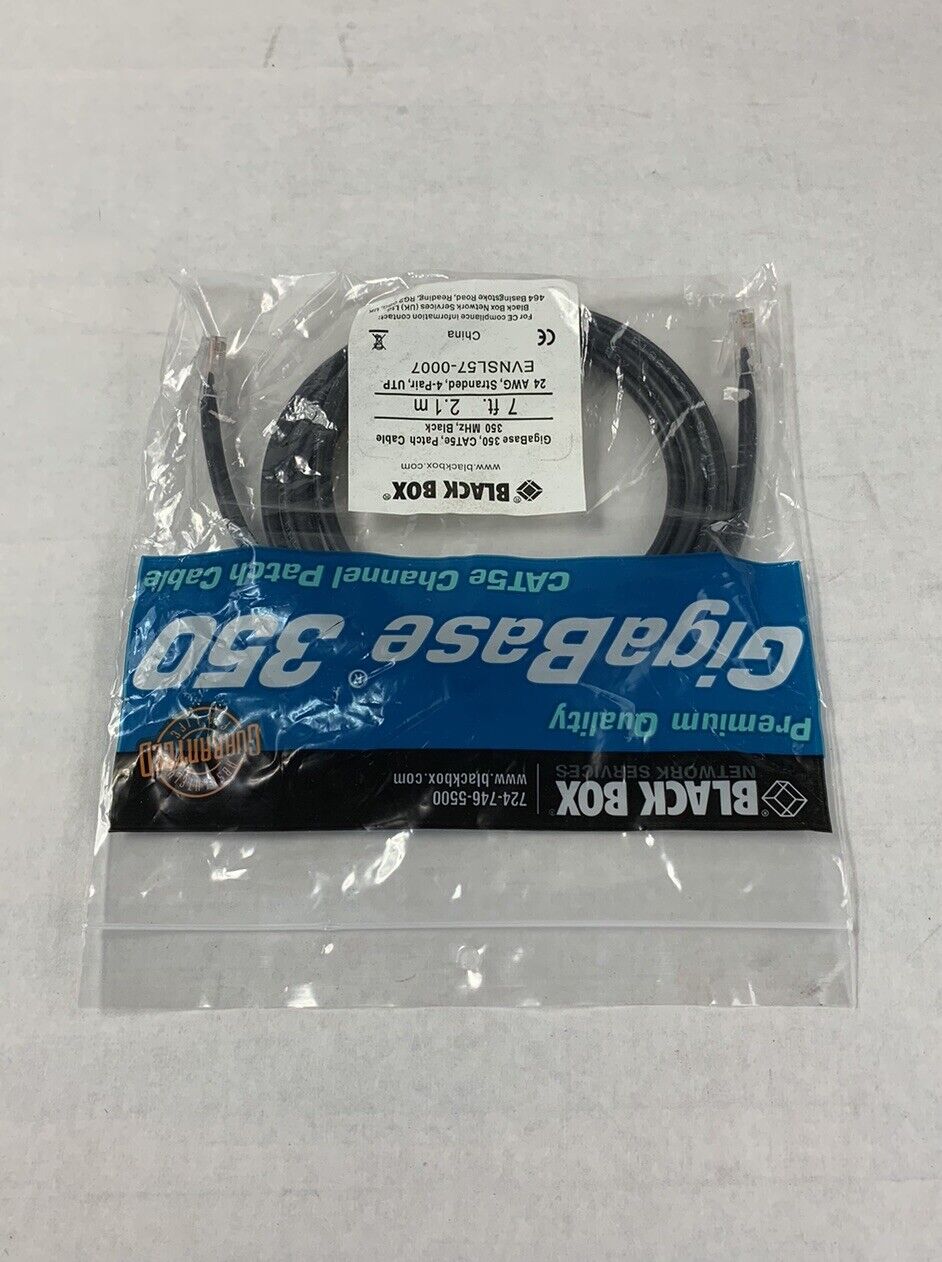 BLACK BOX®
NETWORK SERVICES
724-746-5500
www.blackbox.com
Premium Quality
GigaBase® 350
CAT5e Channel Patch Cable
GUARANTEED
LIFE
BLACK BOX®
www.blackbox.com
GigaBase 350, CAT5e, Patch Cable
350 MHz, Black
7 ft. 2.1 m
24 AWG, Stranded, 4-Pair, UTP
EVNSL57-0007
CE
China
For CE compliance information contact:
Black Box Network Services (UK) Ltd.
464 Basingstoke Road, Reading, RG2